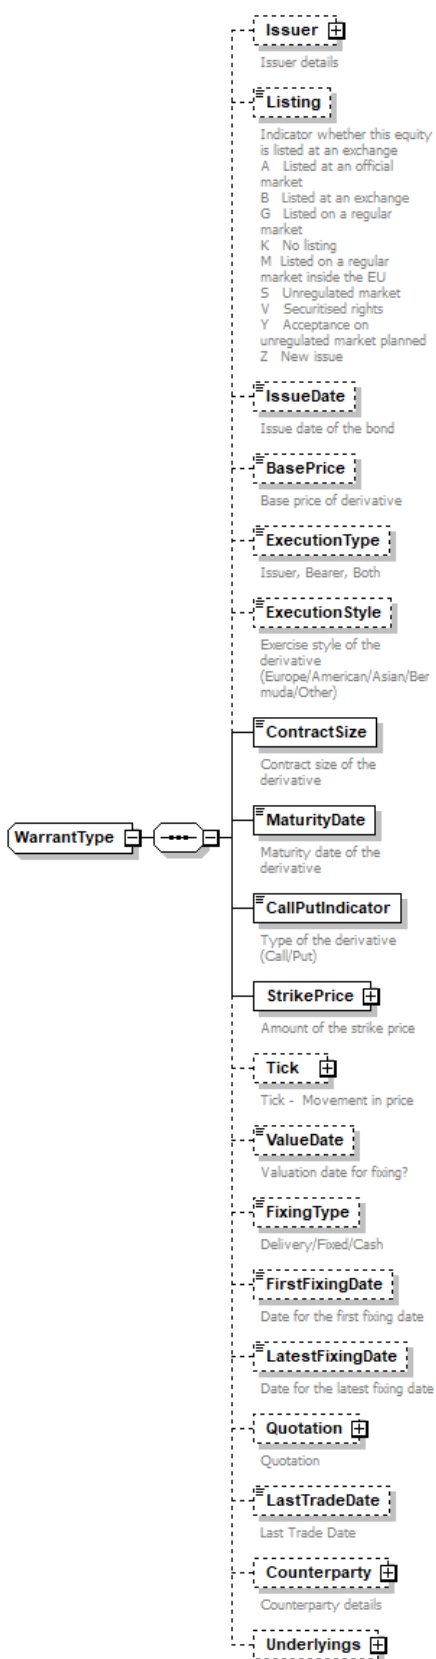 Issuer
Issuer details
Listing
Indicator whether this equity
is listed at an exchange
A Listed at an official
market
B Listed at an exchange
G Listed on a regular
market
K No listing
M Listed on a regular
market inside the EU
S Unregulated market
V Securitised rights
Y Acceptance on
unregulated market planned
Z New issue
IssueDate
Issue date of the bond
BasePrice
Base price of derivative
ExecutionType
Issuer, Bearer, Both
ExecutionStyle
Exercise style of the
derivative
(Europe/American/Asian/Ber
muda/Other)
ContractSize
Contract size of the
derivative
WarrantType
MaturityDate
Maturity date of the
derivative
CallPutIndicator
Type of the derivative
(Call/Put)
StrikePrice
Amount of the strike price
Tick
Tick - Movement in price
ValueDate
Valuation date for fixing?
FixingType
Delivery/Fixed/Cash
FirstFixingDate
Date for the first fixing date
LatestFixingDate
Date for the latest fixing date
Quotation
Quotation
LastTradeDate
Last Trade Date
Counterparty
Counterparty details
Underlyings